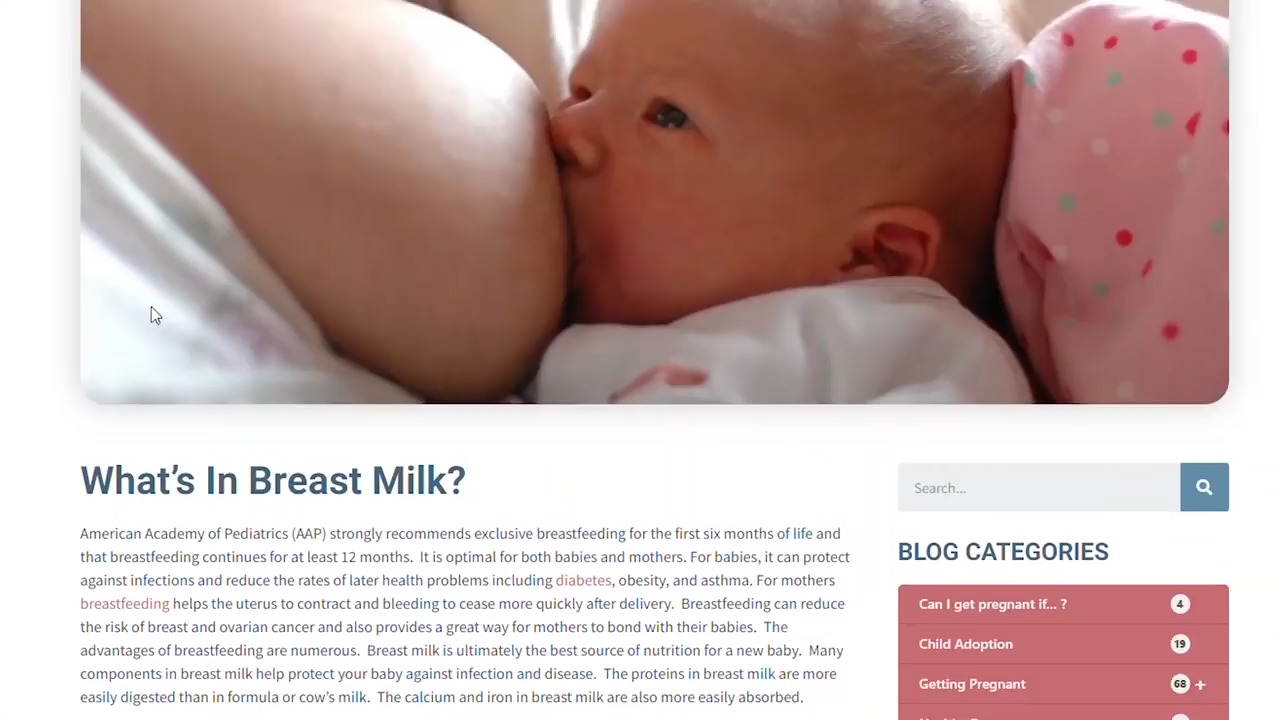 What's In Breast Milk?
American Academy of Pediatrics (AAP) strongly recommends exclusive breastfeeding for the first six months of life and
that breastfeeding continues for at least 12 months.  It is optimal for both babies and mothers. For babies, it can protect
against infections and reduce the rates of later health problems including diabetes, obesity, and asthma. For mothers
breastfeeding helps the uterus to contract and bleeding to cease more quickly after delivery.  Breastfeeding can reduce
the risk of breast and ovarian cancer and also provides a great way for mothers to bond with their babies.  The
advantages of breastfeeding are numerous.  Breast milk is ultimately the best source of nutrition for a new baby.  Many
components in breast milk help protect your baby against infection and disease.  The proteins in breast milk are more
easily digested than in formula or cow's milk.  The calcium and iron in breast milk are also more easily absorbed.
Search...
BLOG CATEGORIES
Can I get pregnant if... ? 4
Child Adoption 19
Getting Pregnant 68 +